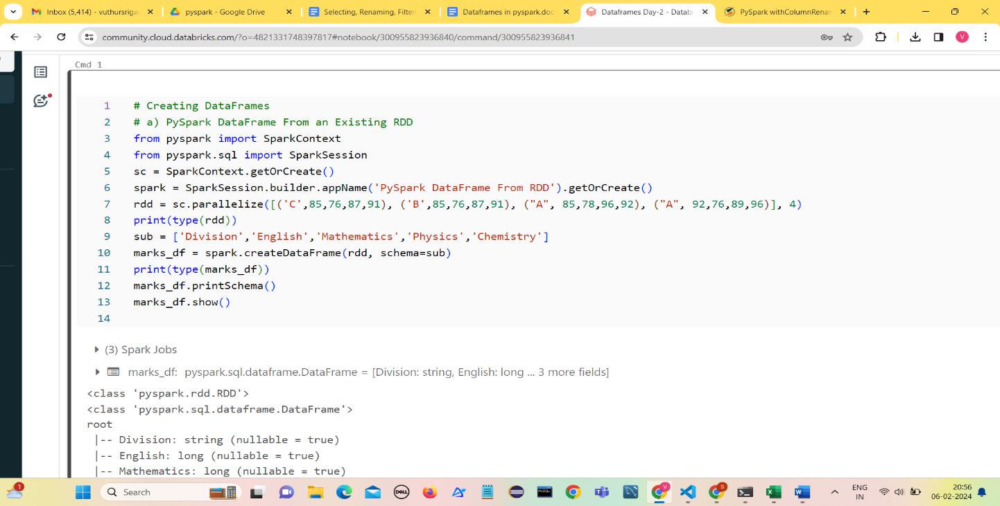 Inbox (5,414) - vuthursrigar
pyspark - Google Drive
Selecting, Renaming, Filteri
Dataframes in pyspark.doc
Dataframes Day-2 - Datab
PySpark withColumnRenam
community.cloud.databricks.com/?o=4821331748397817#notebook/300955823936840/command/300955823936841
V
Cmd 1
1 # Creating DataFrames
2 # a) PySpark DataFrame From an Existing RDD
3 from pyspark import SparkContext
4 from pyspark.sql import SparkSession
5 sc = SparkContext.getOrCreate()
6 spark = SparkSession.builder.appName('PySpark DataFrame From RDD').getOrCreate()
7 rdd = sc.parallelize([('C',85,76,87,91), ('B',85,76,87,91), ("A", 85,78,96,92), ("A", 92,76,89,96)], 4)
8 print(type(rdd))
9 sub = ['Division','English','Mathematics','Physics','Chemistry']
10 marks_df = spark.createDataFrame(rdd, schema=sub)
11 print(type(marks_df))
12 marks_df.printSchema()
13 marks_df.show()
14
(3) Spark Jobs
marks_df: pyspark.sql.dataframe.DataFrame = [Division: string, English: long ... 3 more fields]
<class 'pyspark.rdd.RDD'>
<class 'pyspark.sql.dataframe.DataFrame'>
root
|-- Division: string (nullable = true)
|-- English: long (nullable = true)
|-- Mathematics: long (nullable = true)
1
Search
DELL
V
S
ENG
IN
20:56
06-02-2024